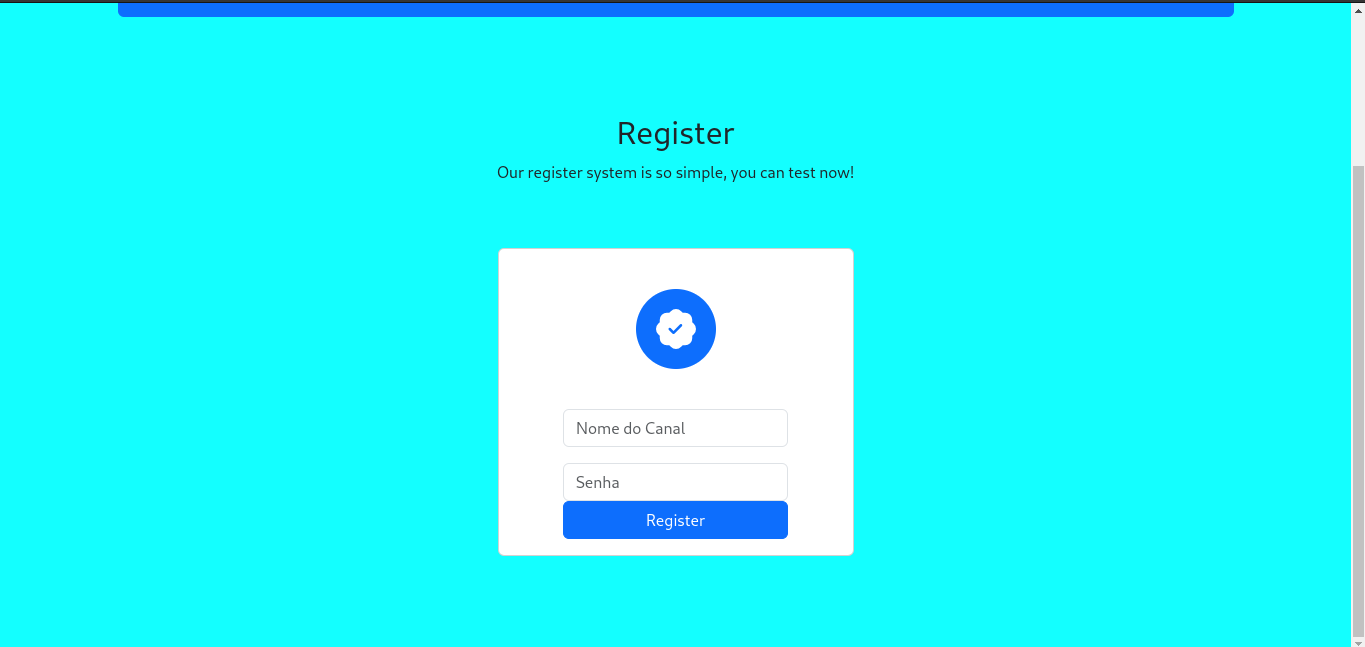 Register
Our register system is so simple, you can test now!
Nome do Canal
Senha
Register